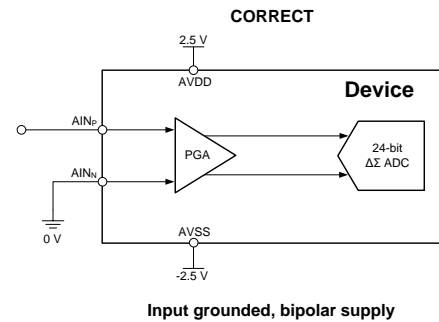 CORRECT
2.5 V
AVDD
Device
AINP
PGA
24-bit
ΔΣ ADC
AINN
0 V
AVSS
-2.5 V
Input grounded, bipolar supply